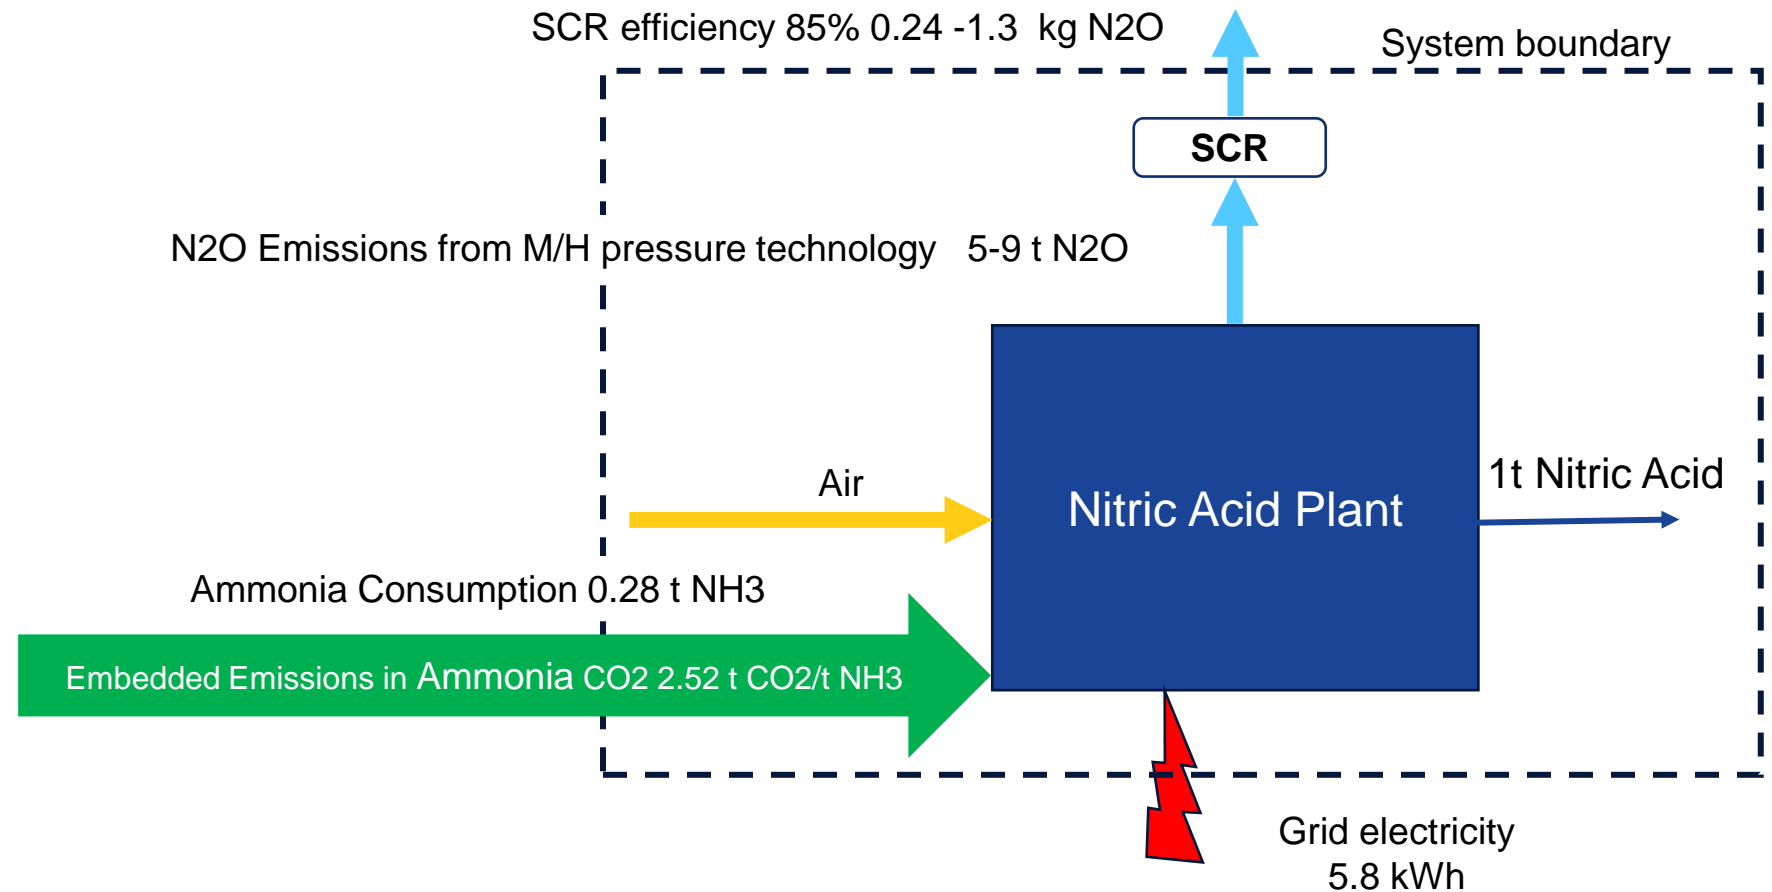 SCR efficiency 85% 0.24 -1.3 kg N2O
System boundary
SCR
N2O Emissions from M/H pressure technology 5-9 t N2O
Air
1t Nitric Acid
Nitric Acid Plant
Ammonia Consumption 0.28 t NH3
Embedded Emissions in Ammonia CO2 2.52 t CO2/t NH3
Grid electricity
5.8 kWh